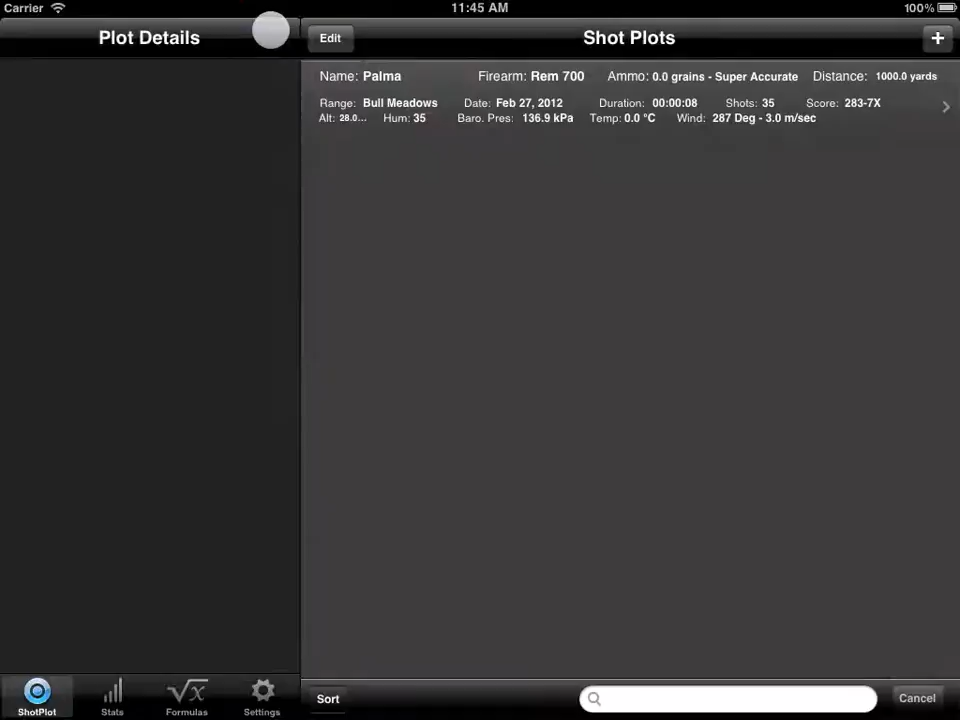 Carrier 11:45 AM 100%
Plot Details Edit Shot Plots +
Name: Palma Firearm: Rem 700 Ammo: 0.0 grains - Super Accurate Distance: 1000.0 yards
Range: Bull Meadows Date: Feb 27, 2012 Duration: 00:00:08 Shots: 35 Score: 283-7X
Alt: 28.0... Hum: 35 Baro. Pres: 136.9 kPa Temp: 0.0 °C Wind: 287 Deg - 3.0 m/sec
Sort Cancel
ShotPlot Stats Formulas Settings